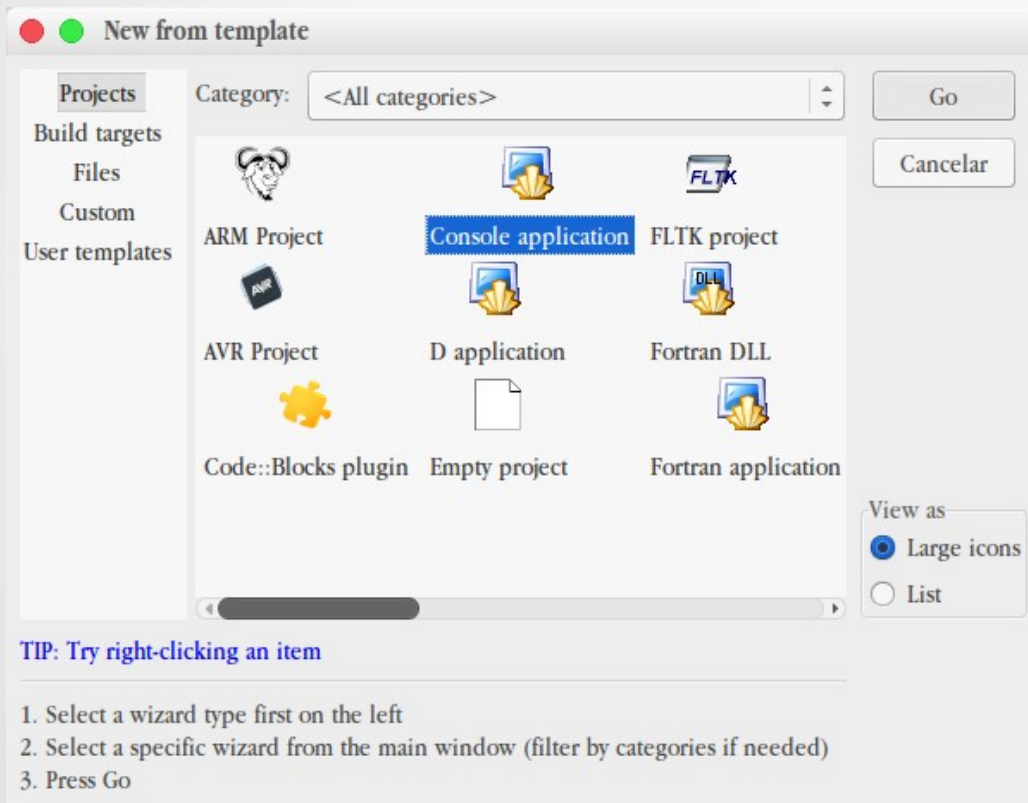 New from template
Projects
Build targets
Files
Custom
User templates
Category:
<All categories>
Go
Cancelar
FLTK
ARM Project
Console application
FLTK project
AVR
DLL
AVR Project
D application
Fortran DLL
Code::Blocks plugin
Empty project
Fortran application
View as
Large icons
List
TIP: Try right-clicking an item
1. Select a wizard type first on the left
2. Select a specific wizard from the main window (filter by categories if needed)
3. Press Go